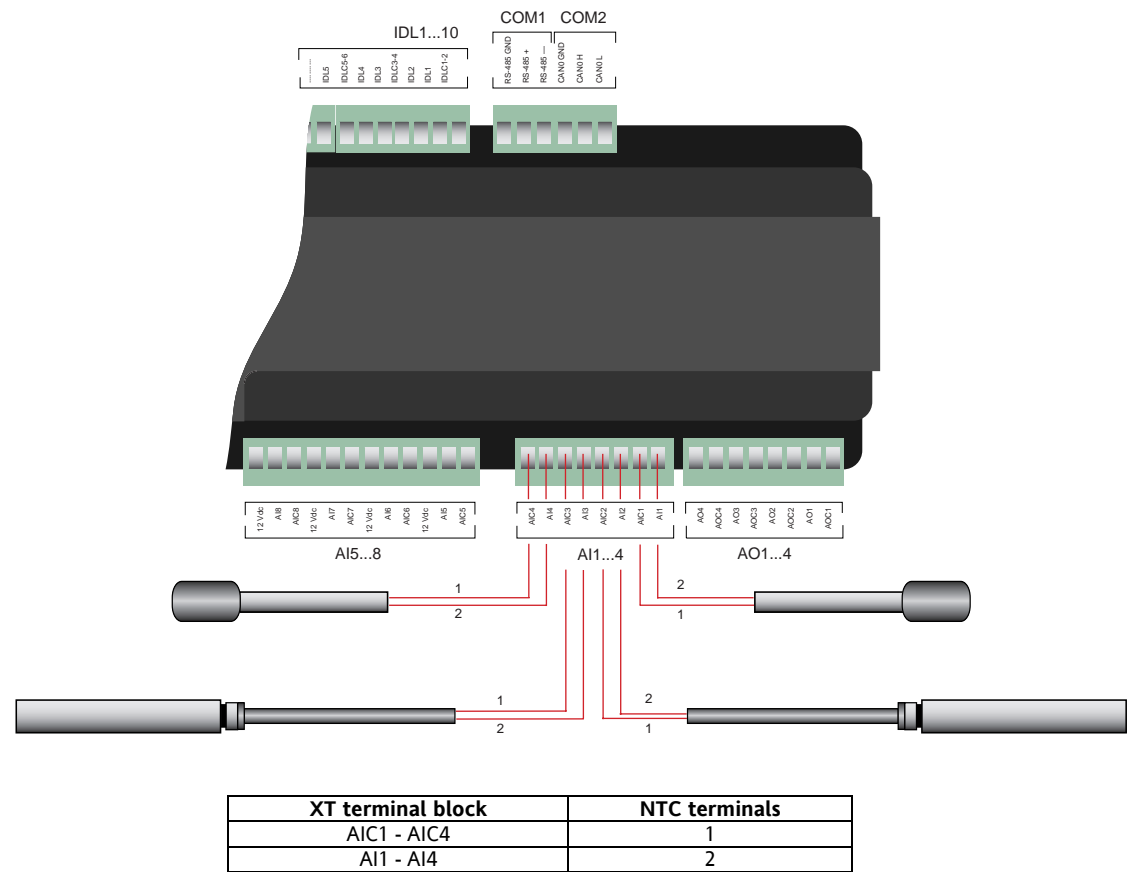 COM1 COM2
IDL1...10
--------
IDL5
IDLC5-6
IDL4
IDL3
IDLC3-4
IDL2
IDL1
IDLC1-2
RS-485 GND
RS-485 +
RS-485 —
CAN0 GND
CAN0 H
CAN0 L
12 Vdc
AI8
AIC8
12 Vdc
AI7
AIC7
12 Vdc
AI6
AIC6
12 Vdc
AI5
AIC5
AIC4
AI4
AIC3
AI3
AIC2
AI2
AIC1
AI1
AO4
AOC4
AO3
AOC3
AO2
AOC2
AO1
AOC1
AI5...8 AI1...4 AO1...4
1 2
2 1
1 2
2 1
XT terminal block NTC terminals
AIC1 - AIC4 1
AI1 - AI4 2